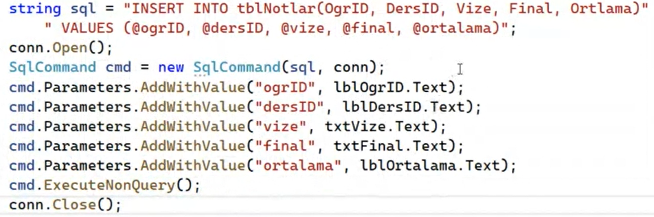 string sql = "INSERT INTO tblNotlar(OgrID, DersID, Vize, Final, Ortlama)"
" VALUES (@ogrID, @dersID, @vize, @final, @ortalama)";
conn.Open();
SqlCommand cmd = new SqlCommand(sql, conn);
cmd.Parameters.AddWithValue("ogrID", lblOgrID.Text);
cmd.Parameters.AddWithValue("dersID", lblDersID.Text);
cmd.Parameters.AddWithValue("vize", txtVize.Text);
cmd.Parameters.AddWithValue("final", txtFinal.Text);
cmd.Parameters.AddWithValue("ortalama", lblOrtalama.Text);
cmd.ExecuteNonQuery();
conn.Close();